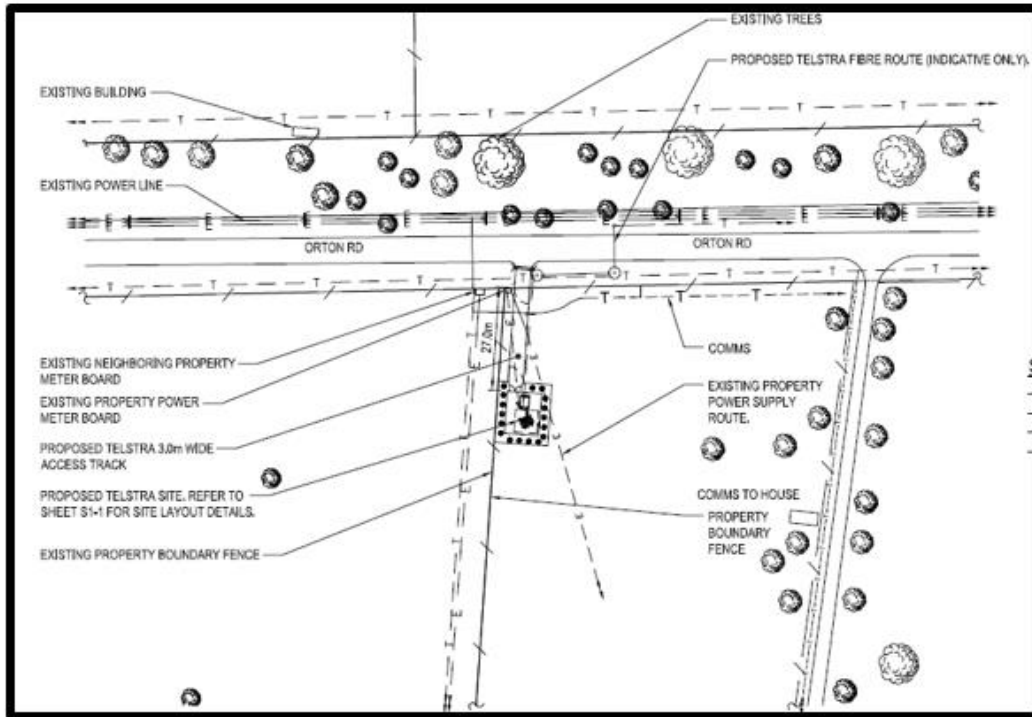 EXISTING TREES
PROPOSED TELSTRA FIBRE ROUTE (INDICATIVE ONLY).
EXISTING BUILDING
EXISTING POWER LINE
ORTON RD
ORTON RD
27.0m
EXISTING NEIGHBORING PROPERTY
METER BOARD
EXISTING PROPERTY POWER
METER BOARD
PROPOSED TELSTRA 3.0m WIDE
ACCESS TRACK
PROPOSED TELSTRA SITE. REFER TO
SHEET S1-1 FOR SITE LAYOUT DETAILS.
EXISTING PROPERTY BOUNDARY FENCE
COMMS
EXISTING PROPERTY
POWER SUPPLY
ROUTE.
COMMS TO HOUSE
PROPERTY
BOUNDARY
FENCE